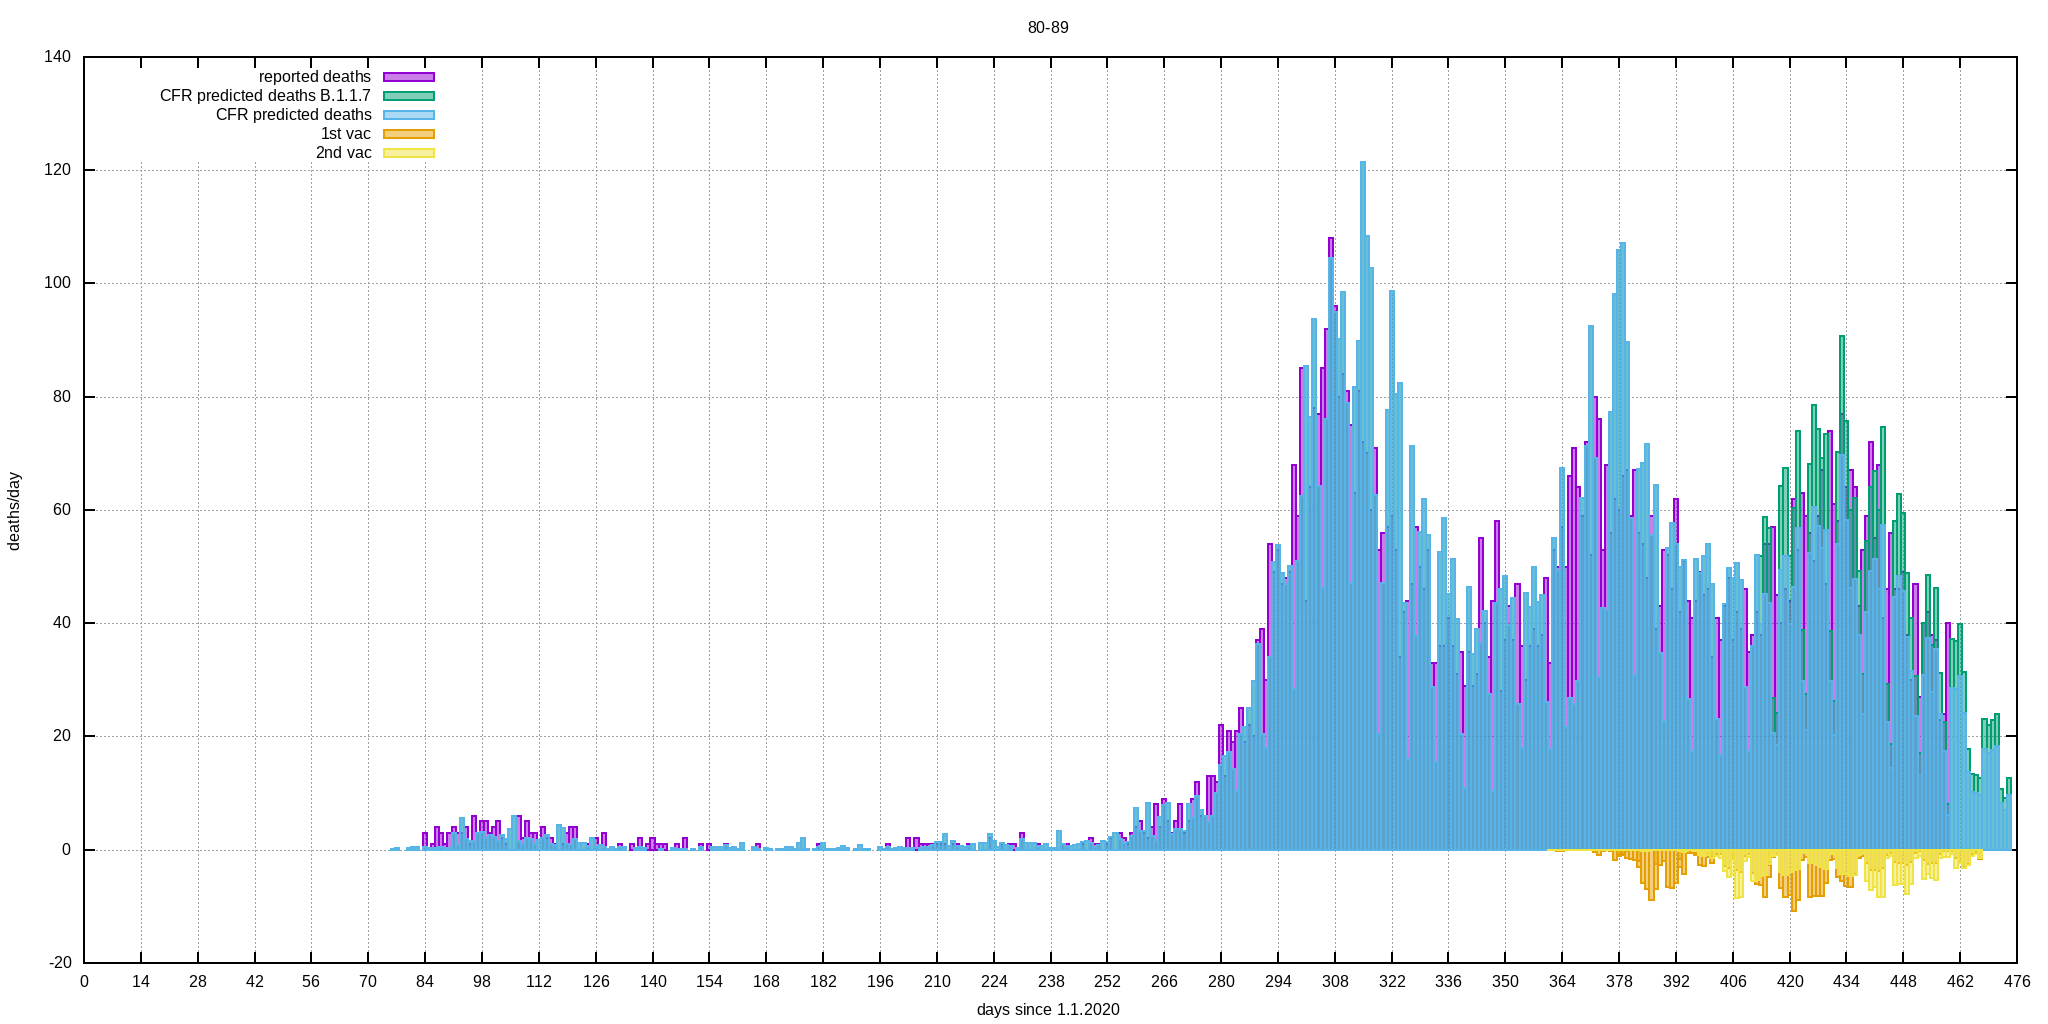 80-89
140
120
100
80
60
40
20
0
-20
deaths/day
reported deaths
CFR predicted deaths B.1.1.7
CFR predicted deaths
1st vac
2nd vac
0 14 28 42 56 70 84 98 112 126 140 154 168 182 196 210 224 238 252 266 280 294 308 322 336 350 364 378 392 406 420 434 448 462 476
days since 1.1.2020